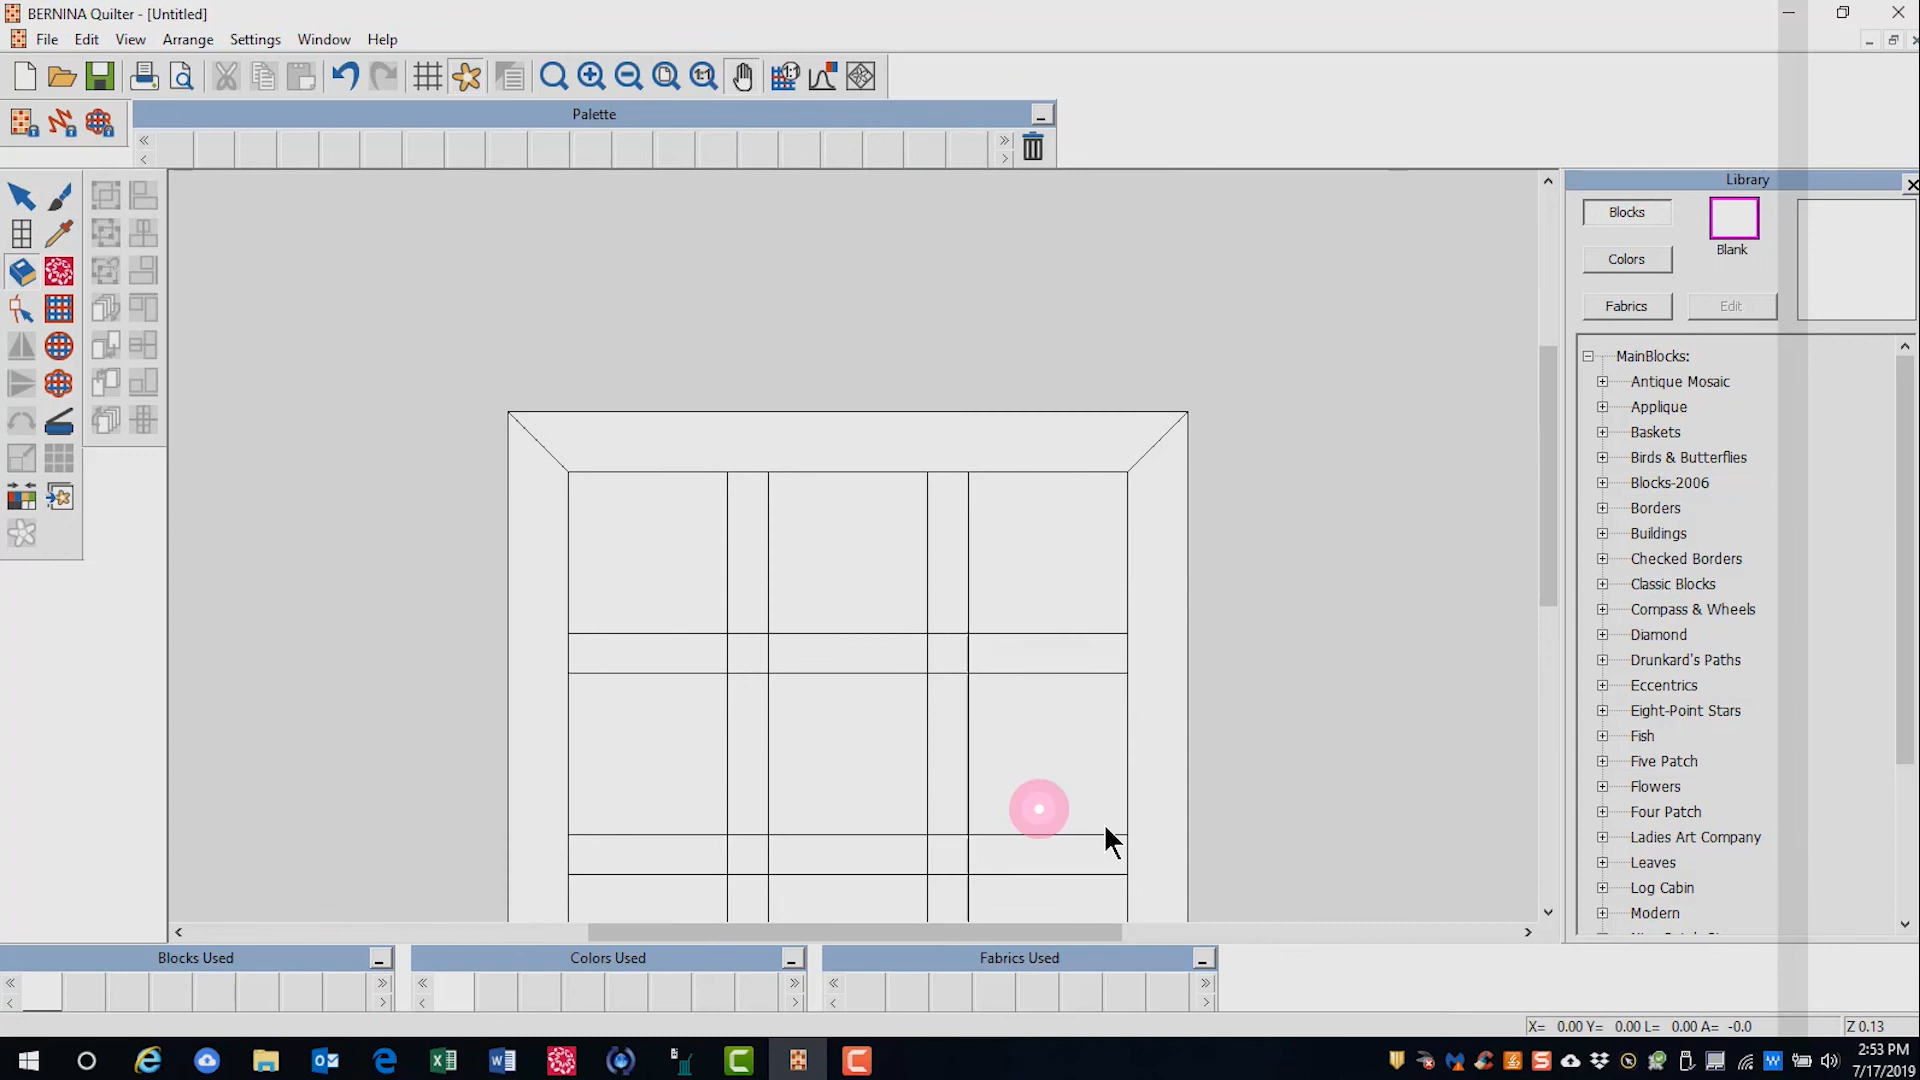 BERNINA Quilter - [Untitled]
File Edit View Arrange Settings Window Help
Palette
Library
Blocks
Blank
Colors
Fabrics
Edit
MainBlocks:
Antique Mosaic
Applique
Baskets
Birds & Butterflies
Blocks-2006
Borders
Buildings
Checked Borders
Classic Blocks
Compass & Wheels
Diamond
Drunkard's Paths
Eccentrics
Eight-Point Stars
Fish
Five Patch
Flowers
Four Patch
Ladies Art Company
Leaves
Log Cabin
Modern
Blocks Used
Colors Used
Fabrics Used
X= 0.00 Y= 0.00 L= 0.00 A= -0.0
Z 0.13
2:53 PM
7/17/2019